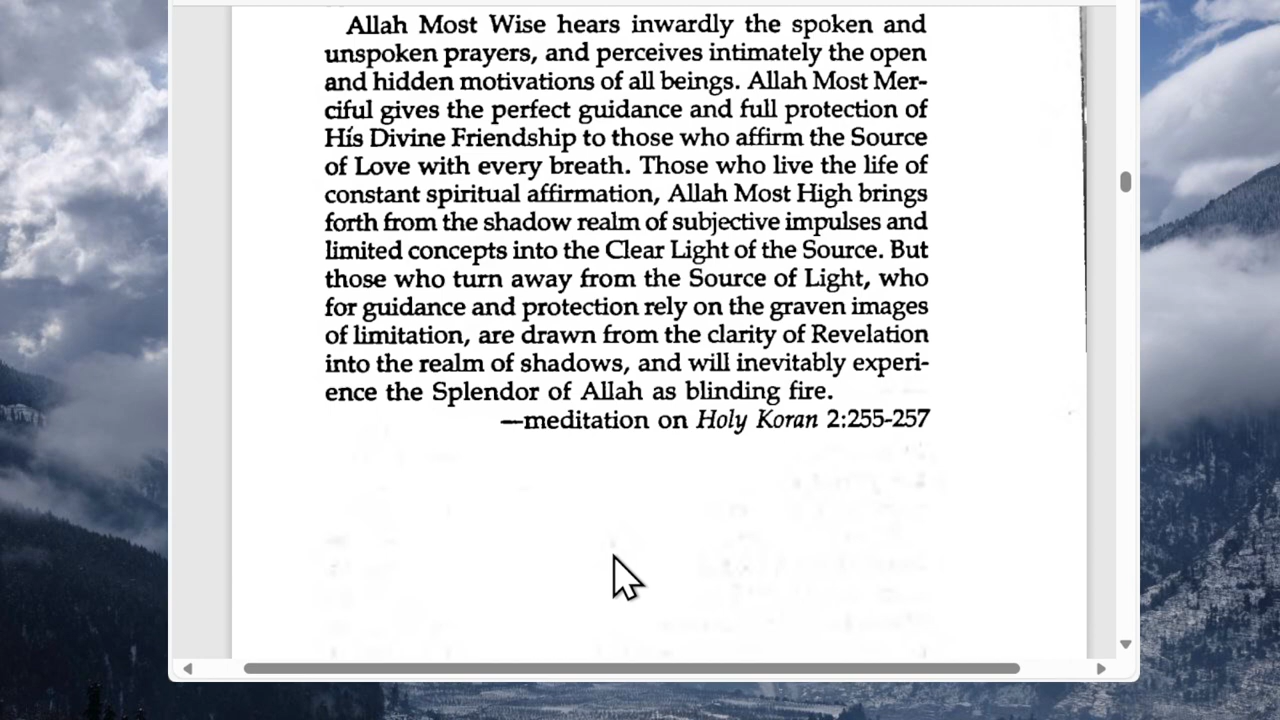 Allah Most Wise hears inwardly the spoken and
unspoken prayers, and perceives intimately the open
and hidden motivations of all beings. Allah Most Mer-
ciful gives the perfect guidance and full protection of
His Divine Friendship to those who affirm the Source
of Love with every breath. Those who live the life of
constant spiritual affirmation, Allah Most High brings
forth from the shadow realm of subjective impulses and
limited concepts into the Clear Light of the Source. But
those who turn away from the Source of Light, who
for guidance and protection rely on the graven images
of limitation, are drawn from the clarity of Revelation
into the realm of shadows, and will inevitably experi-
ence the Splendor of Allah as blinding fire.
—meditation on Holy Koran 2:255-257